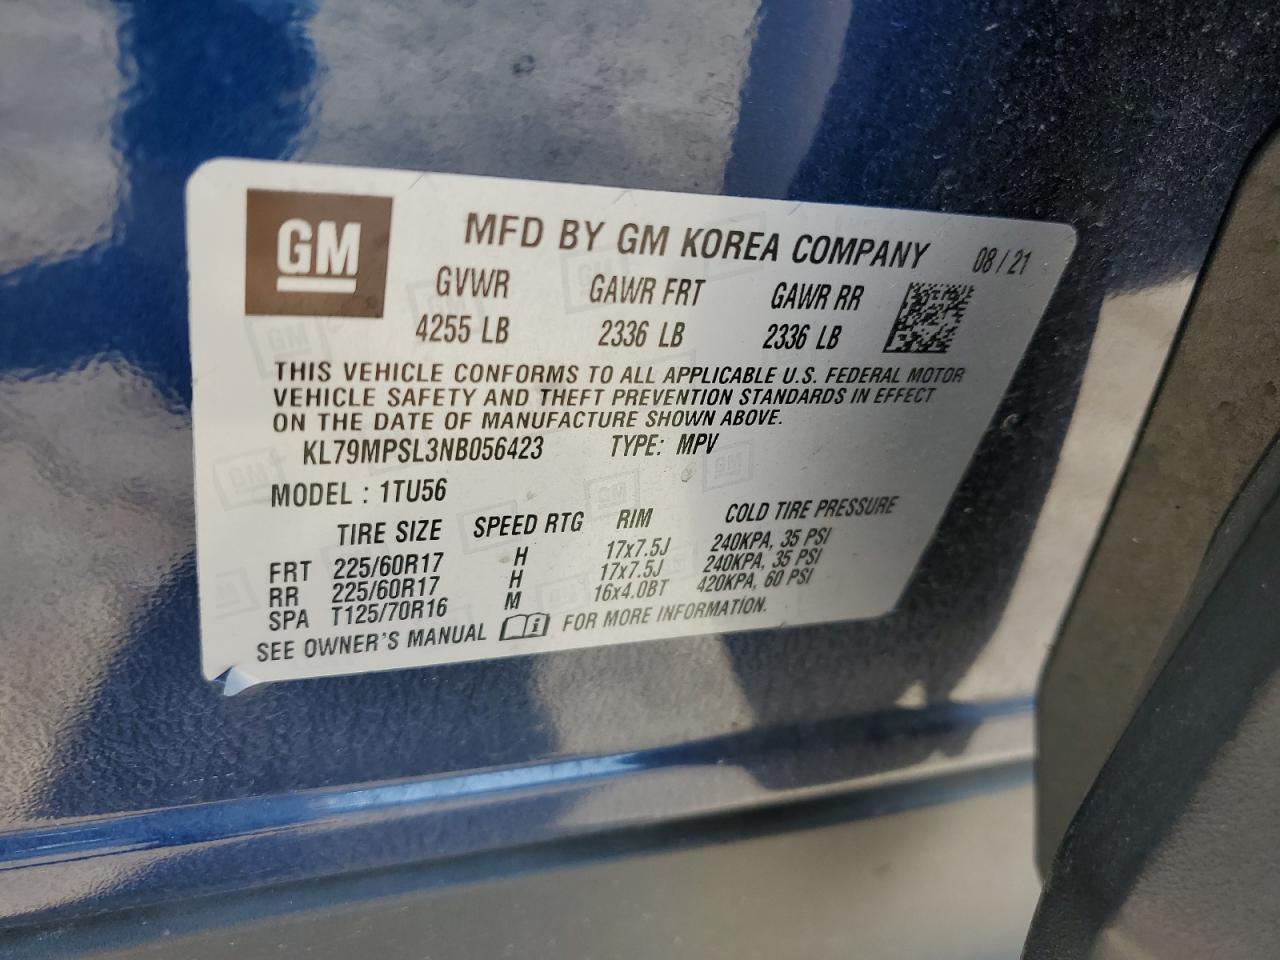 GM
MFD BY GM KOREA COMPANY 08/21
GVWR GAWR FRT GAWR RR
4255 LB 2336 LB 2336 LB
THIS VEHICLE CONFORMS TO ALL APPLICABLE U.S. FEDERAL MOTOR
VEHICLE SAFETY AND THEFT PREVENTION STANDARDS IN EFFECT
ON THE DATE OF MANUFACTURE SHOWN ABOVE.
KL79MPSL3NB056423 TYPE: MPV
MODEL : 1TU56
TIRE SIZE SPEED RTG RIM COLD TIRE PRESSURE
FRT 225/60R17 H 17x7.5J 240KPA, 35 PSI
RR 225/60R17 H 17x7.5J 240KPA, 35 PSI
SPA T125/70R16 M 16x4.0BT 420KPA, 60 PSI
SEE OWNER'S MANUAL i FOR MORE INFORMATION.